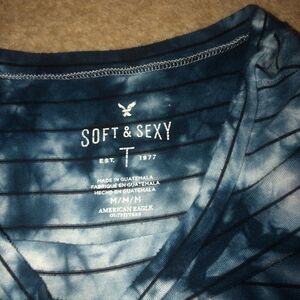 SOFT & SEXY
EST. T 1977
MADE IN GUATEMALA
FABRIQUÉ EN GUATEMALA
HECHO EN GUATEMALA
M/M/M
AMERICAN EAGLE
OUTFITTERS